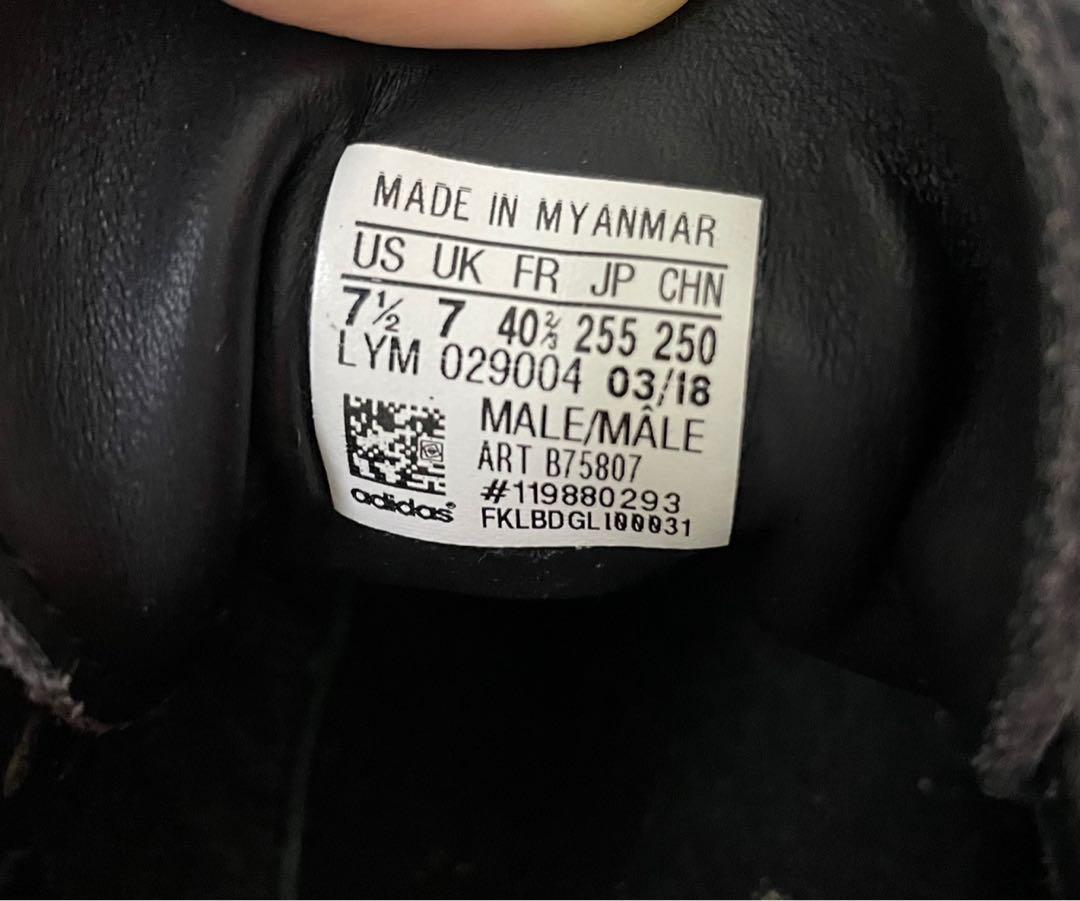 MADE IN MYANMAR
US UK FR JP CHN
7½ 7 40⅔ 255 250
LYM 029004 03/18
MALE/MÂLE
ART B75807
#119880293
adidas®
FKLBDGL100031